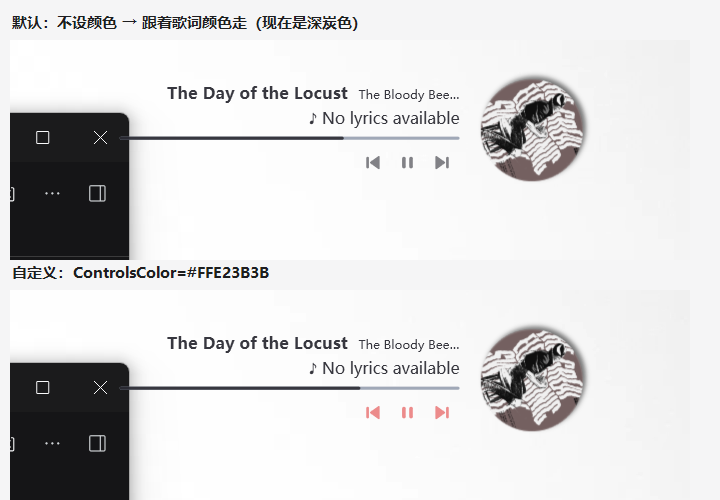 默认：不设颜色 → 跟着歌词颜色走（现在是深炭色）
The Day of the Locust The Bloody Bee...
♪ No lyrics available
自定义：ControlsColor=#FFE23B3B
The Day of the Locust The Bloody Bee...
♪ No lyrics available